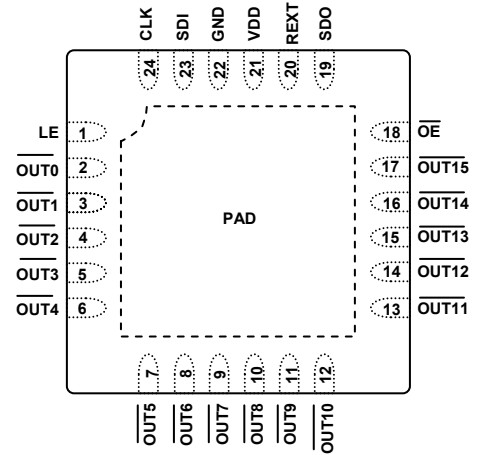 CLK SDI GND VDD REXT SDO
24 23 22 21 20 19
LE 1 18 OE
OUT0 2 17 OUT15
OUT1 3 16 OUT14
PAD
OUT2 4 15 OUT13
OUT3 5 14 OUT12
OUT4 6 13 OUT11
7 8 9 10 11 12
OUT5 OUT6 OUT7 OUT8 OUT9 OUT10